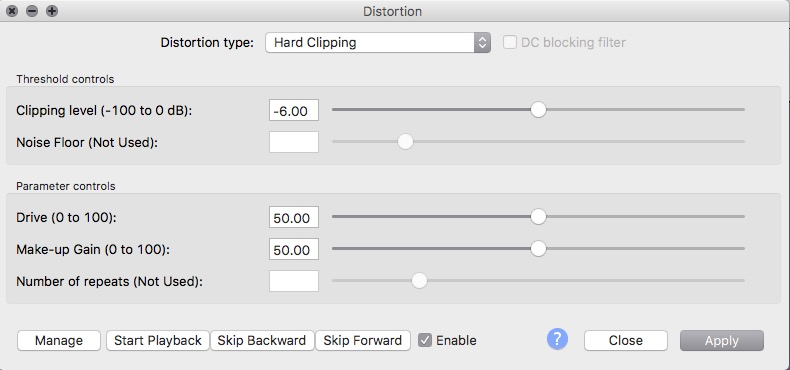 Distortion
Distortion type: Hard Clipping DC blocking filter
Threshold controls
Clipping level (-100 to 0 dB): -6.00
Noise Floor (Not Used):
Parameter controls
Drive (0 to 100): 50.00
Make-up Gain (0 to 100): 50.00
Number of repeats (Not Used):
Manage Start Playback Skip Backward Skip Forward Enable ? Close Apply